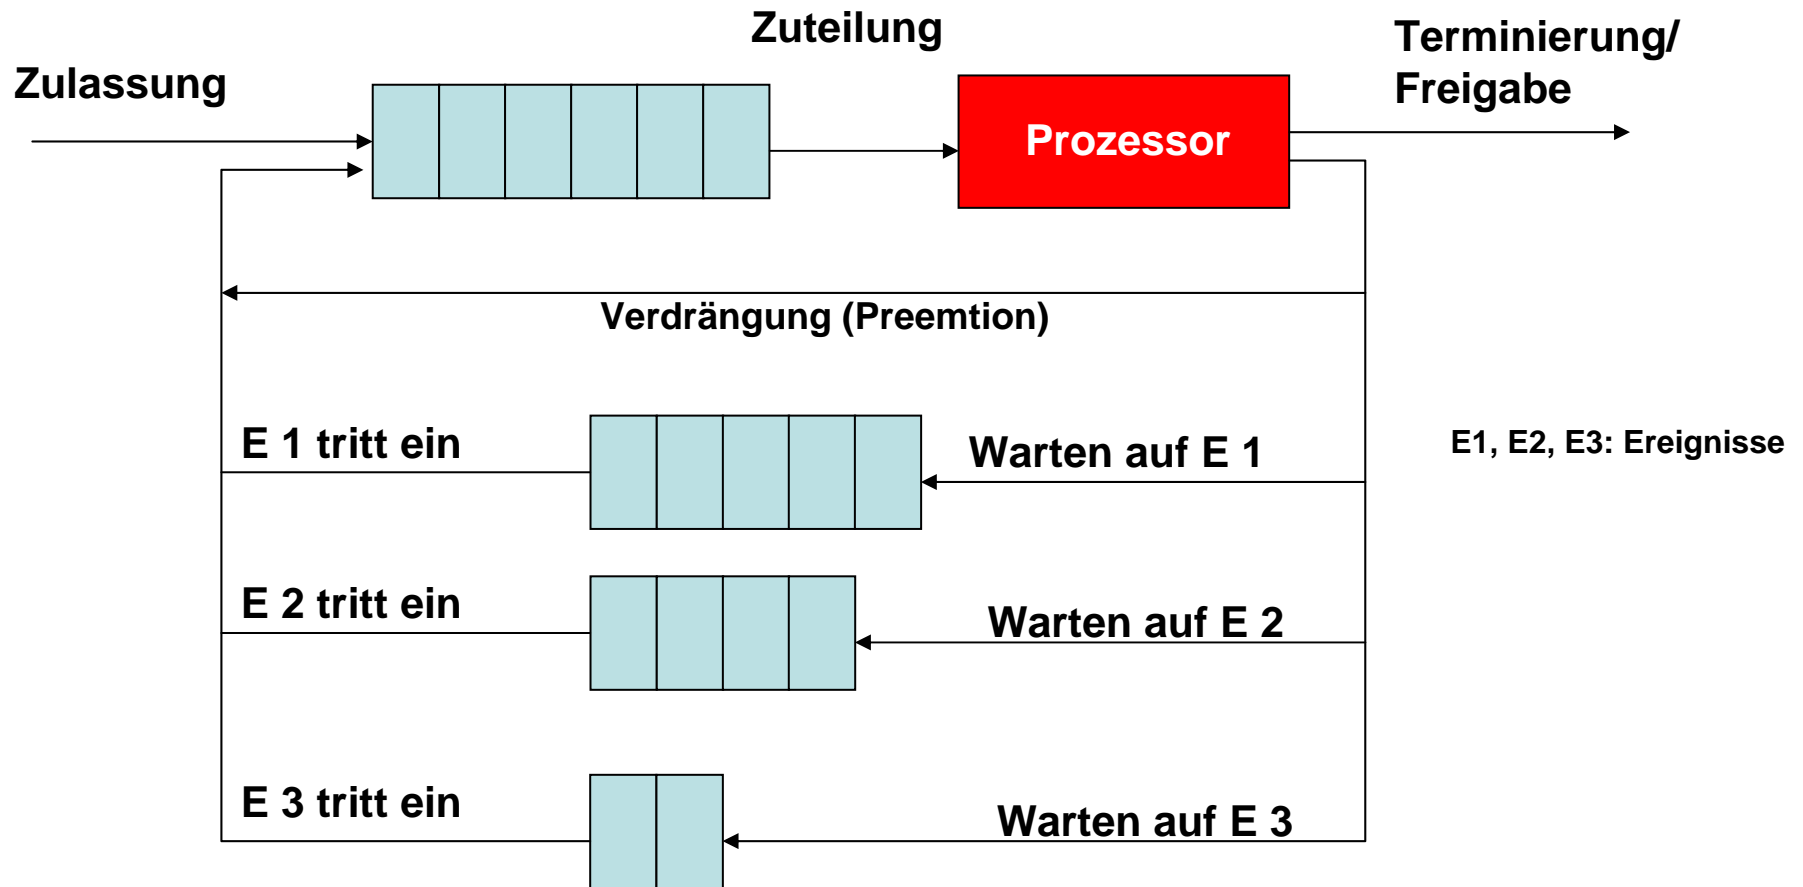 Zuteilung
Terminierung/
Freigabe
Zulassung
Prozessor
Verdrängung (Preemtion)
E 1 tritt ein
Warten auf E 1
E1, E2, E3: Ereignisse
E 2 tritt ein
Warten auf E 2
E 3 tritt ein
Warten auf E 3